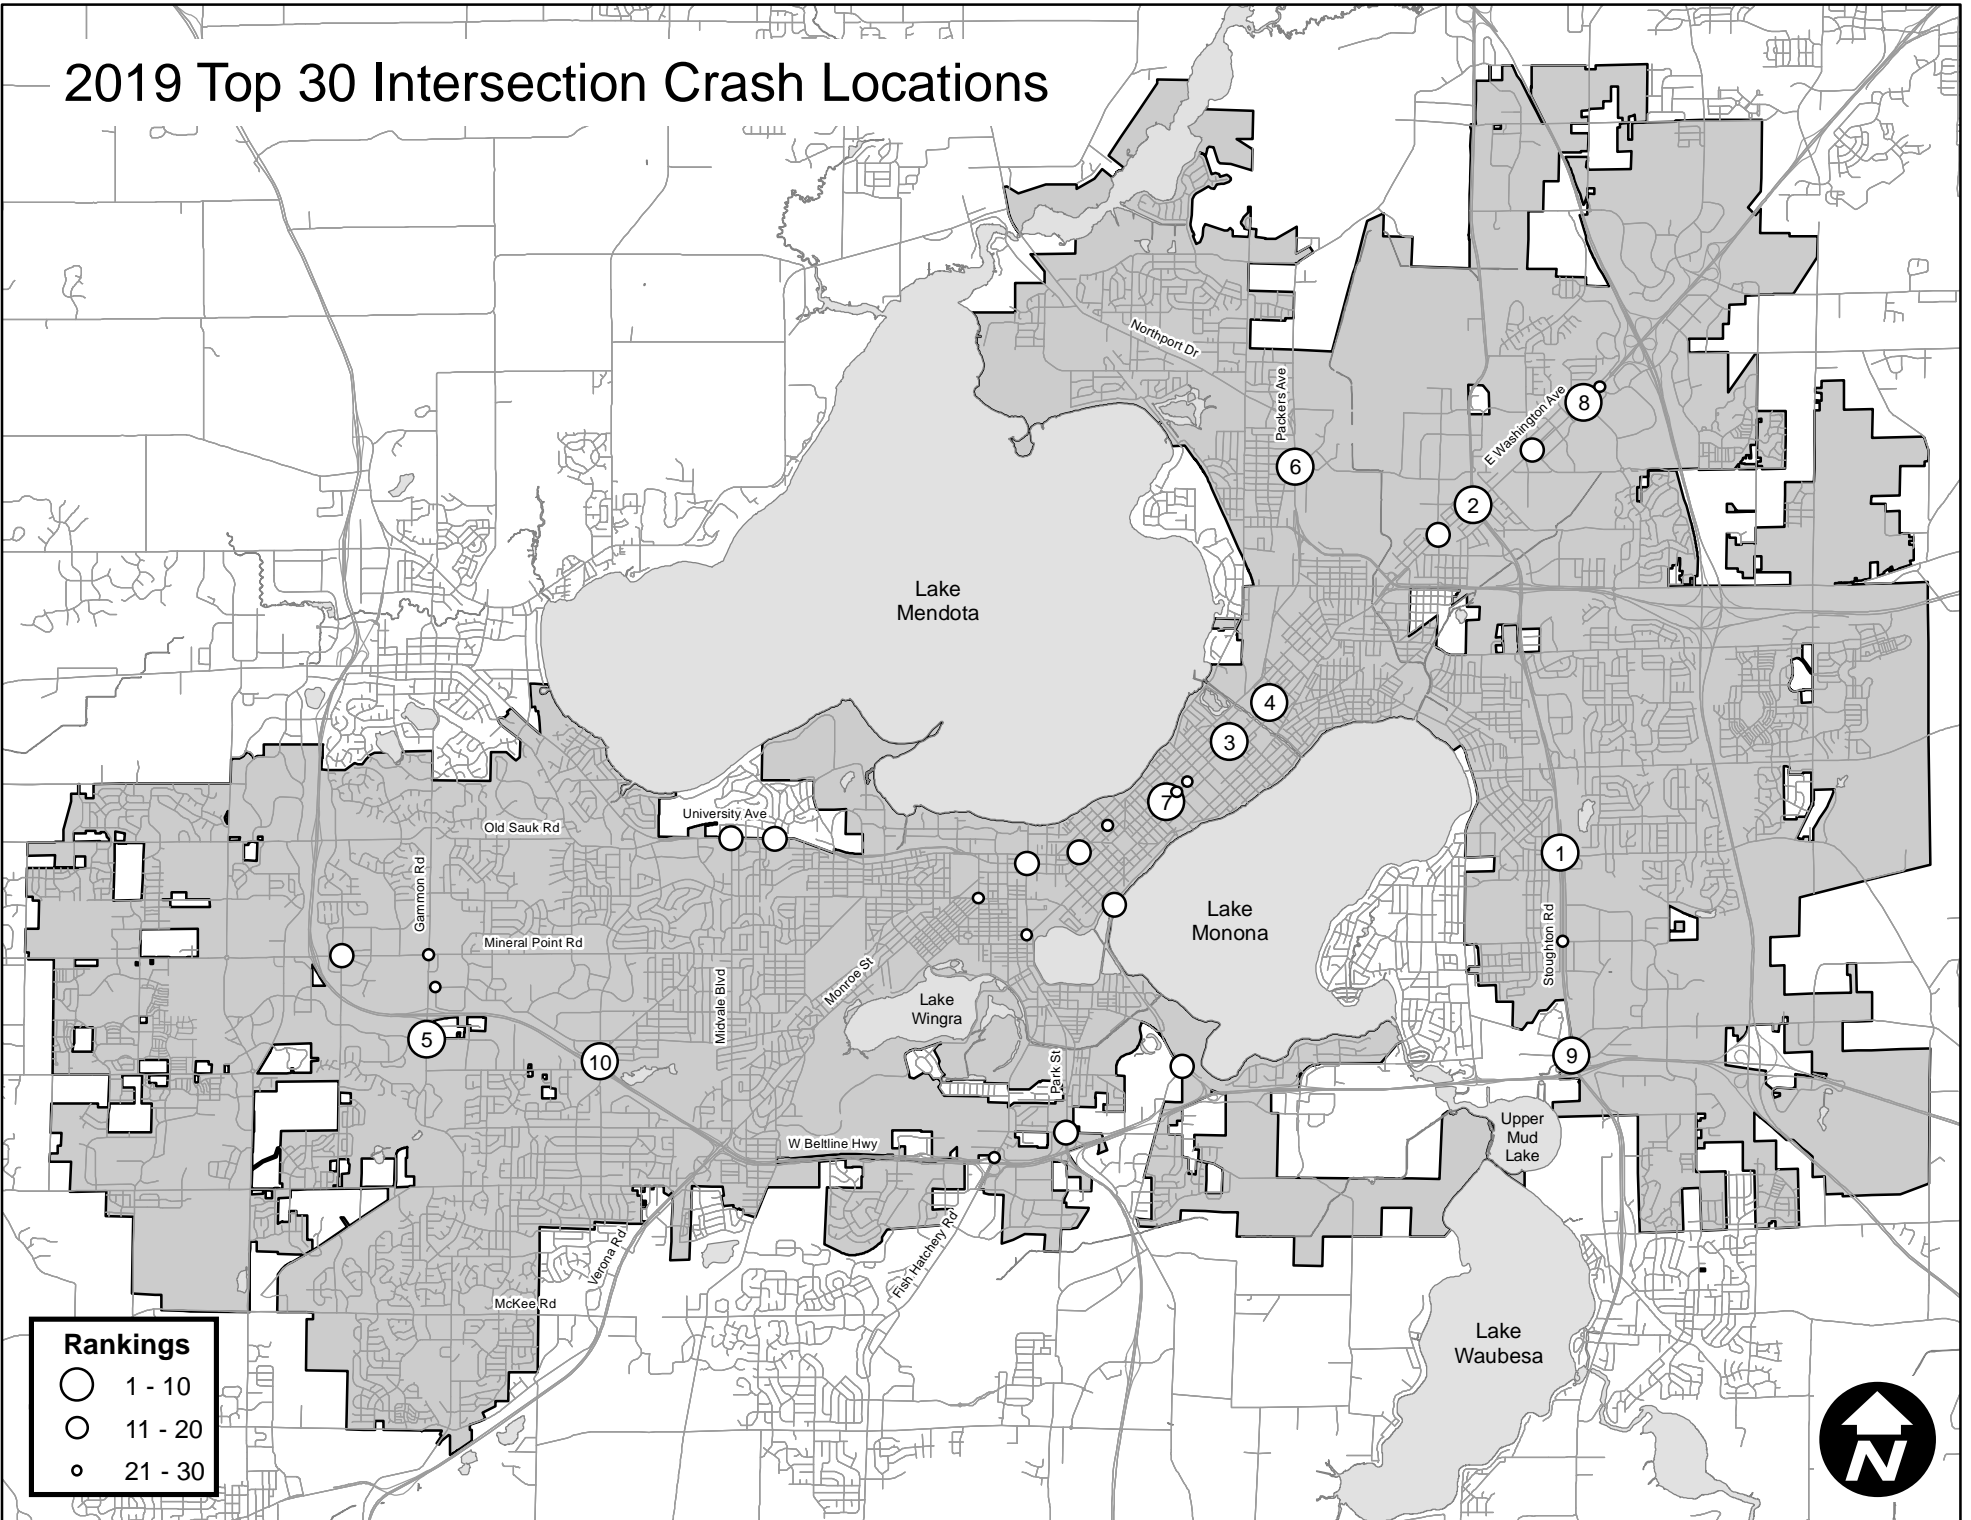 2019 Top 30 Intersection Crash Locations
Northport Dr
Packers Ave
E Washington Ave
8
6
2
Lake
Mendota
4
3
7
University Ave
Old Sauk Rd
1
Gammon Rd
Mineral Point Rd
Lake
Monona
Stoughton Rd
Midvale Blvd
Monroe St
Lake
Wingra
5
10
9
Park St
W Beltline Hwy
Upper
Mud
Lake
Fish Hatchery Rd
Verona Rd
McKee Rd
Lake
Waubesa
Rankings
1 - 10
11 - 20
21 - 30
N